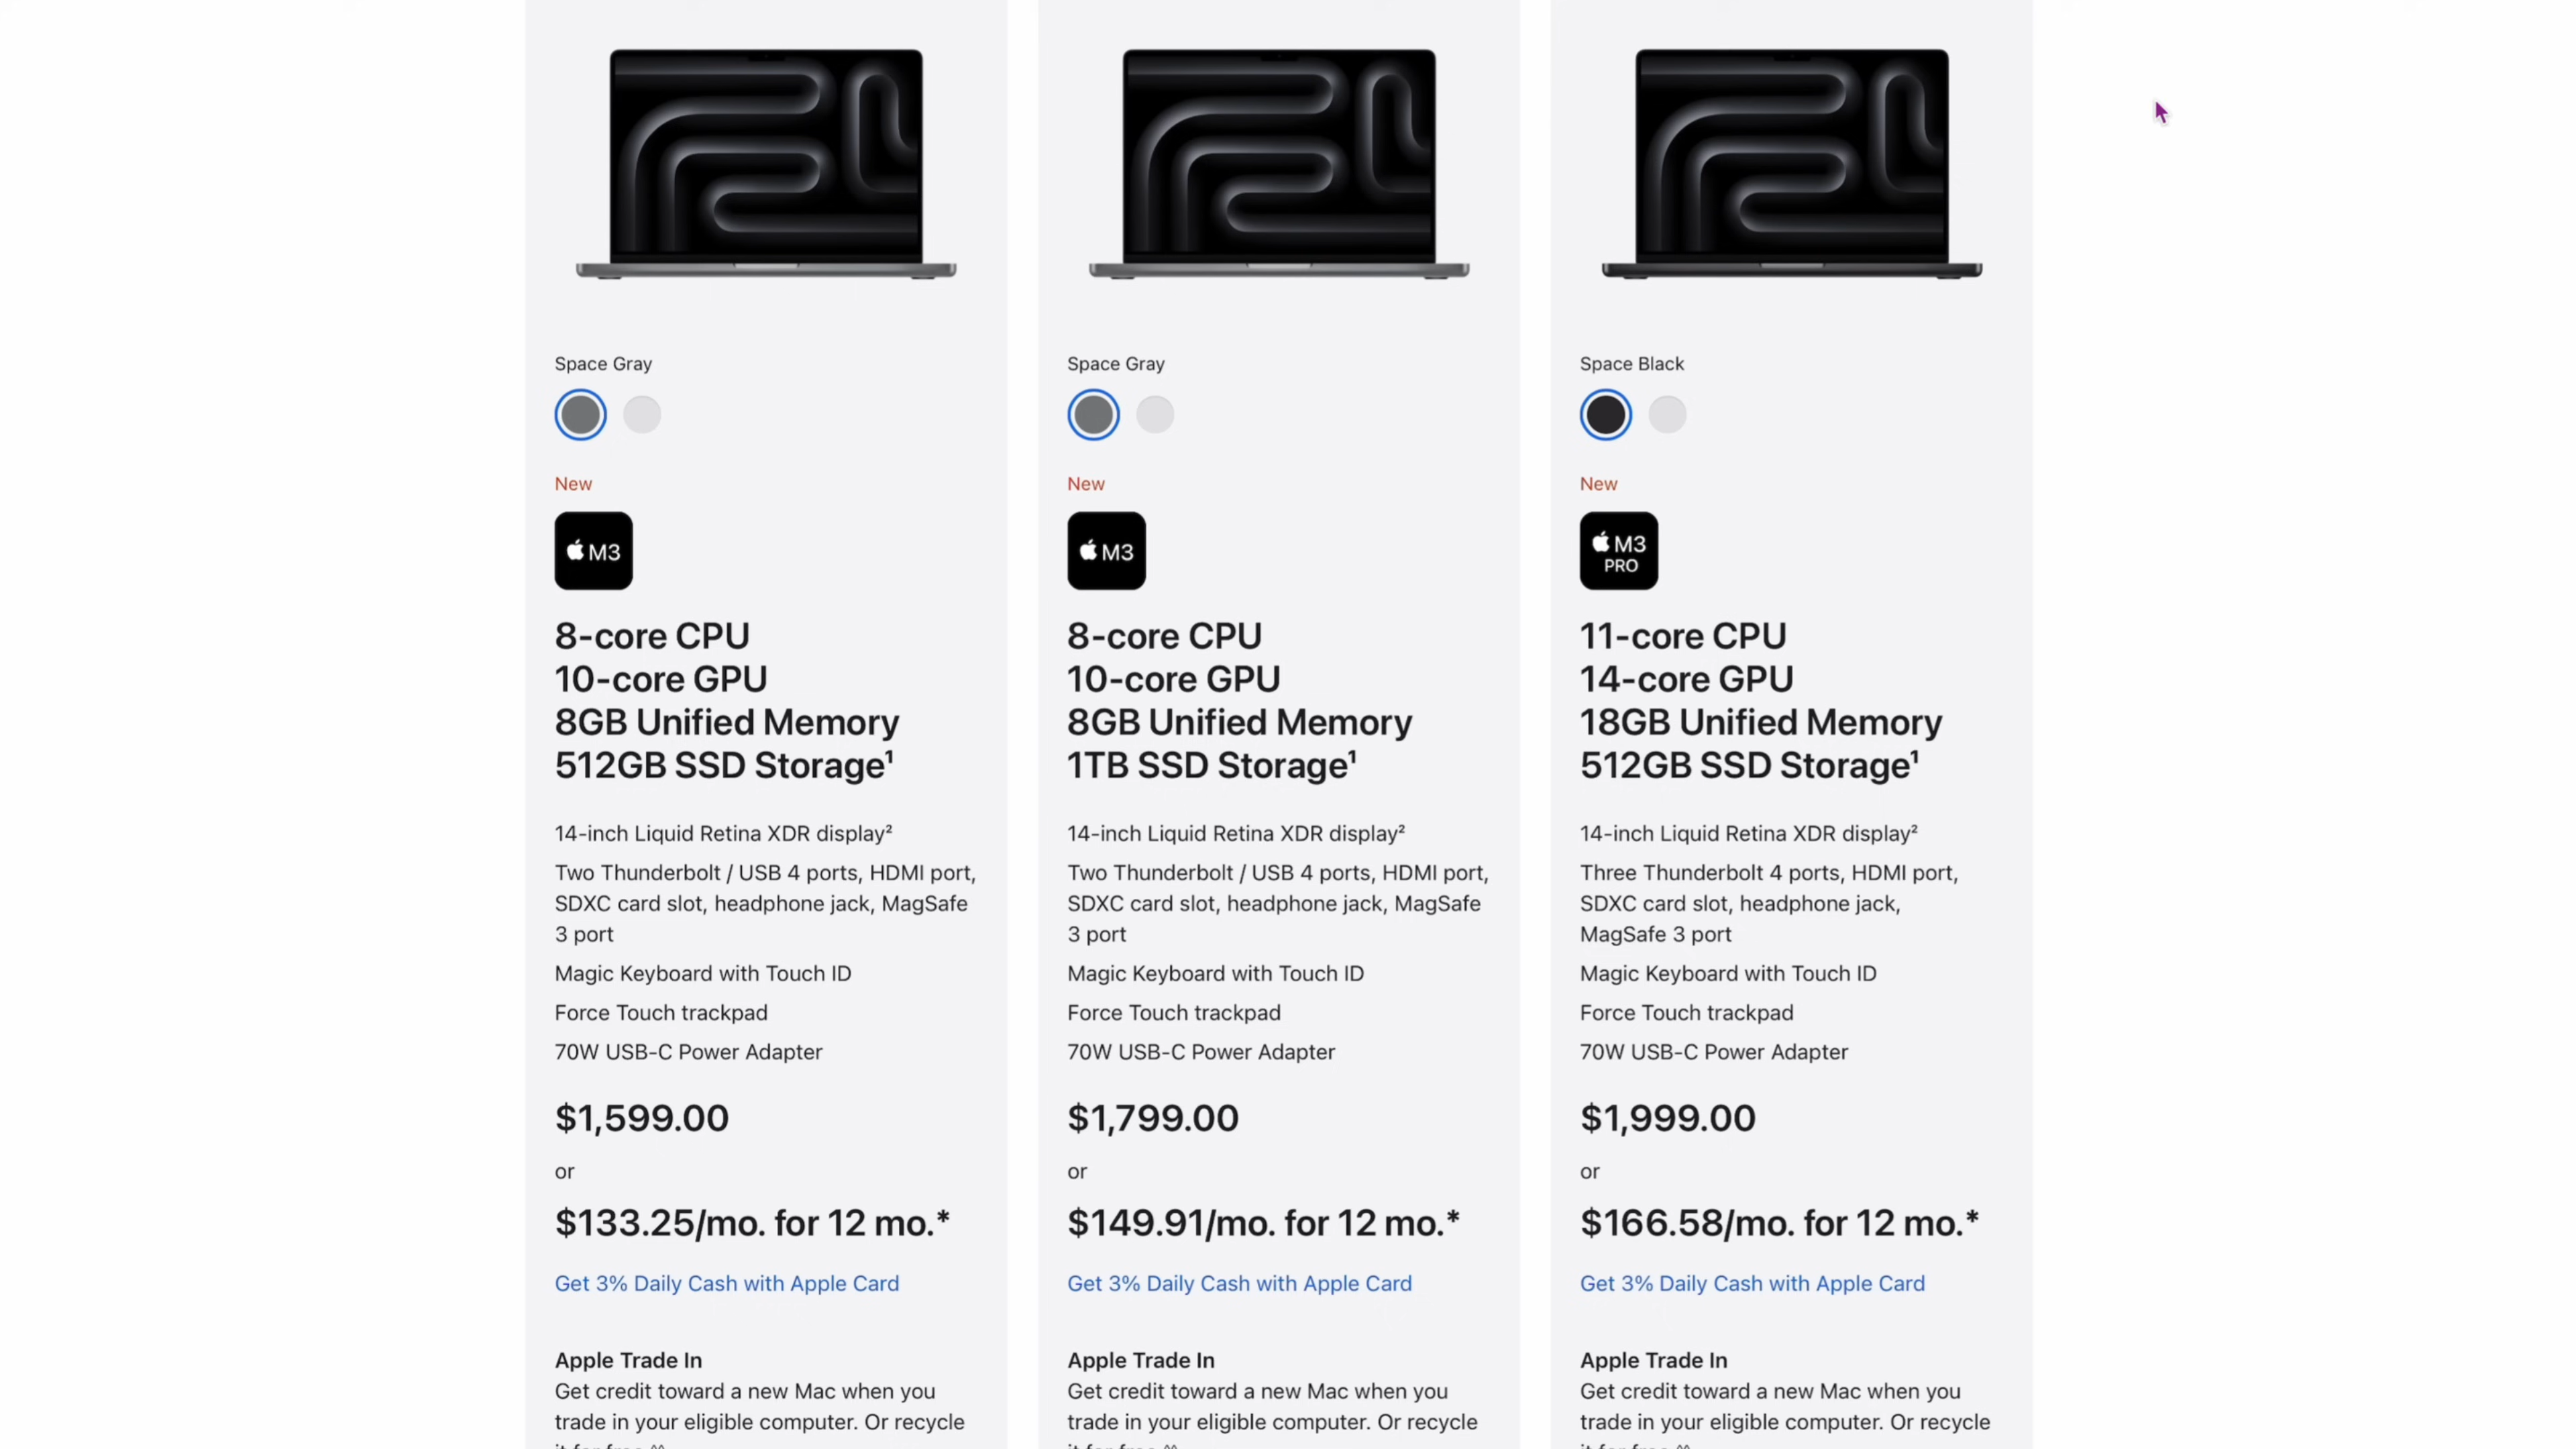 Space Gray
New
M3
8-core CPU
10-core GPU
8GB Unified Memory
512GB SSD Storage¹
14-inch Liquid Retina XDR display²
Two Thunderbolt / USB 4 ports, HDMI port,
SDXC card slot, headphone jack, MagSafe
3 port
Magic Keyboard with Touch ID
Force Touch trackpad
70W USB-C Power Adapter
$1,599.00
or
$133.25/mo. for 12 mo.*
Get 3% Daily Cash with Apple Card
Apple Trade In
Get credit toward a new Mac when you
trade in your eligible computer. Or recycle
it for free.
Space Gray
New
M3
8-core CPU
10-core GPU
8GB Unified Memory
1TB SSD Storage¹
14-inch Liquid Retina XDR display²
Two Thunderbolt / USB 4 ports, HDMI port,
SDXC card slot, headphone jack, MagSafe
3 port
Magic Keyboard with Touch ID
Force Touch trackpad
70W USB-C Power Adapter
$1,799.00
or
$149.91/mo. for 12 mo.*
Get 3% Daily Cash with Apple Card
Apple Trade In
Get credit toward a new Mac when you
trade in your eligible computer. Or recycle
it for free.
Space Black
New
M3
PRO
11-core CPU
14-core GPU
18GB Unified Memory
512GB SSD Storage¹
14-inch Liquid Retina XDR display²
Three Thunderbolt 4 ports, HDMI port,
SDXC card slot, headphone jack,
MagSafe 3 port
Magic Keyboard with Touch ID
Force Touch trackpad
70W USB-C Power Adapter
$1,999.00
or
$166.58/mo. for 12 mo.*
Get 3% Daily Cash with Apple Card
Apple Trade In
Get credit toward a new Mac when you
trade in your eligible computer. Or recycle
it for free.